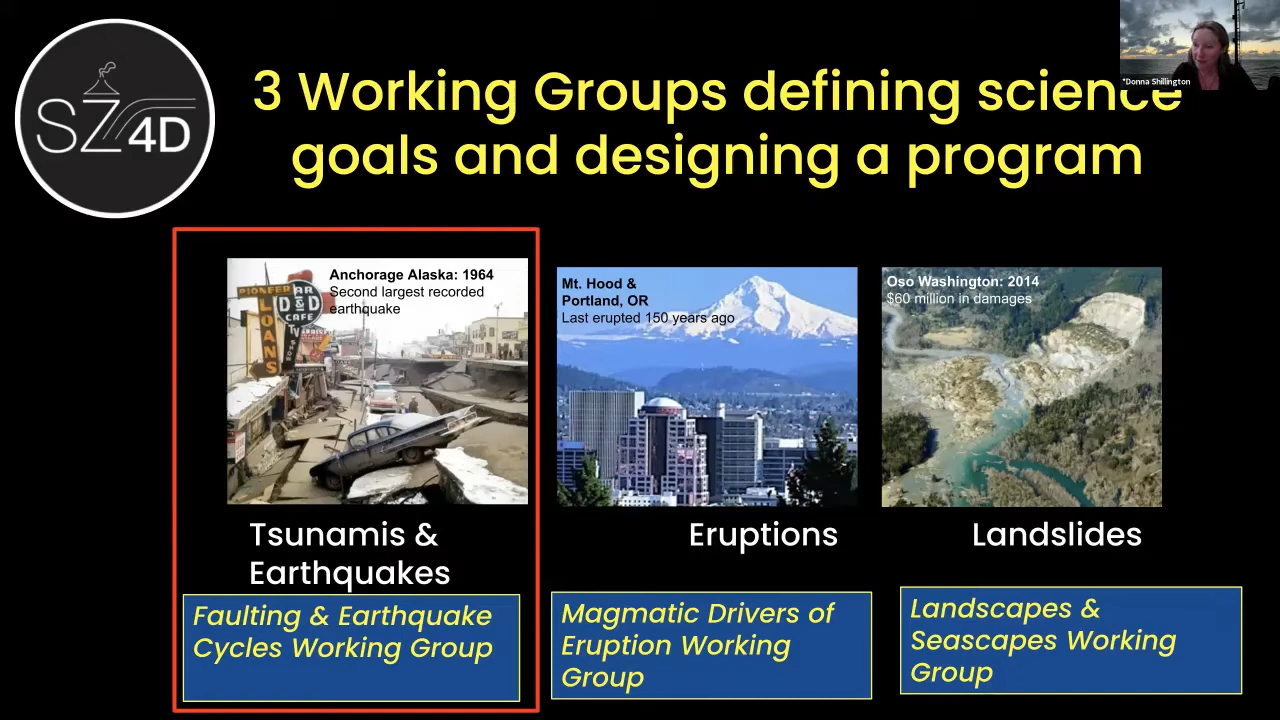 SZ4D
3 Working Groups defining science
goals and designing a program
*Donna Shillington
Anchorage Alaska: 1964
Second largest recorded
earthquake
PIONEER
LOANS
BAR
D&D
CAFE
TV
Mt. Hood &
Portland, OR
Last erupted 150 years ago
Oso Washington: 2014
$60 million in damages
Tsunamis &
Earthquakes
Eruptions
Landslides
Faulting & Earthquake
Cycles Working Group
Magmatic Drivers of
Eruption Working
Group
Landscapes &
Seascapes Working
Group